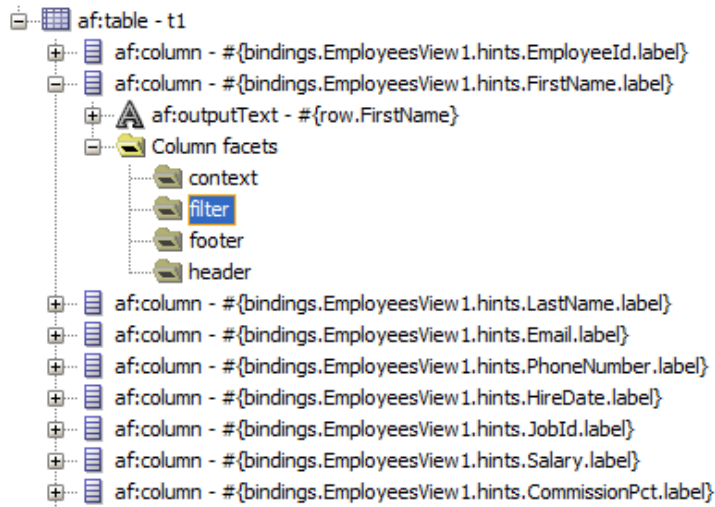 af:table - t1
af:column - #{bindings.EmployeesView1.hints.EmployeeId.label}
af:column - #{bindings.EmployeesView1.hints.FirstName.label}
af:outputText - #{row.FirstName}
Column facets
context
filter
footer
header
af:column - #{bindings.EmployeesView1.hints.LastName.label}
af:column - #{bindings.EmployeesView1.hints.Email.label}
af:column - #{bindings.EmployeesView1.hints.PhoneNumber.label}
af:column - #{bindings.EmployeesView1.hints.HireDate.label}
af:column - #{bindings.EmployeesView1.hints.JobId.label}
af:column - #{bindings.EmployeesView1.hints.Salary.label}
af:column - #{bindings.EmployeesView1.hints.CommissionPct.label}